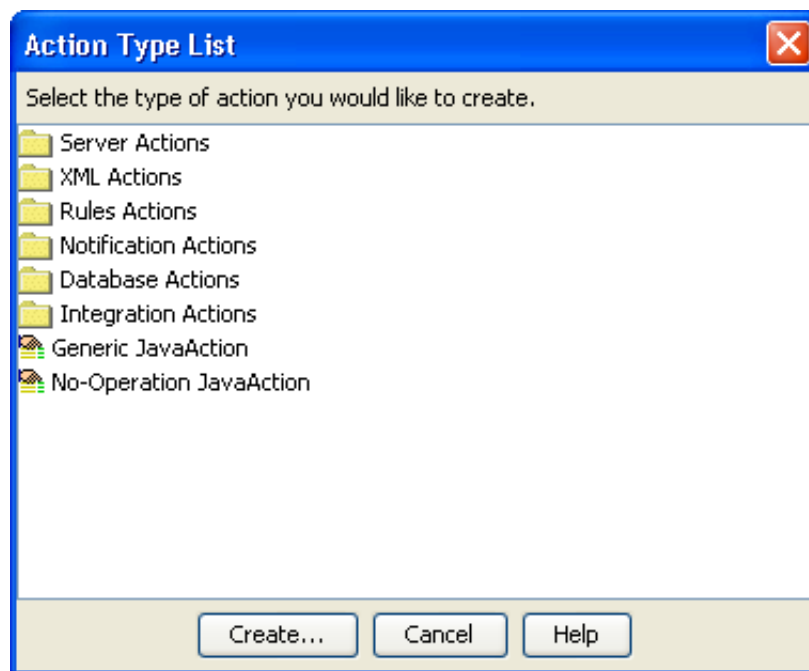 Action Type List
Select the type of action you would like to create.
Server Actions
XML Actions
Rules Actions
Notification Actions
Database Actions
Integration Actions
Generic JavaAction
No-Operation JavaAction
Create... Cancel Help